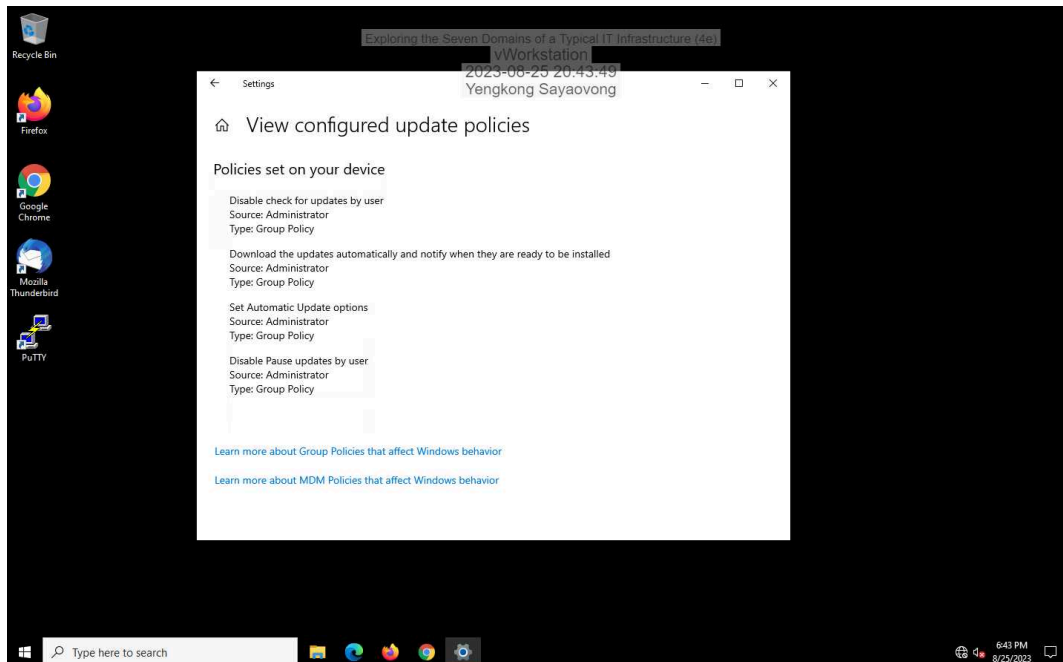 Recycle Bin
Firefox
Google
Chrome
Mozilla
Thunderbird
PuTTY
Exploring the Seven Domains of a Typical IT Infrastructure (4e)
vWorkstation
2023-08-25 20:43:49
Yengkong Sayaovong
Settings
View configured update policies
Policies set on your device
Disable check for updates by user
Source: Administrator
Type: Group Policy
Download the updates automatically and notify when they are ready to be installed
Source: Administrator
Type: Group Policy
Set Automatic Update options
Source: Administrator
Type: Group Policy
Disable Pause updates by user
Source: Administrator
Type: Group Policy
Learn more about Group Policies that affect Windows behavior
Learn more about MDM Policies that affect Windows behavior
Type here to search
6:43 PM
8/25/2023